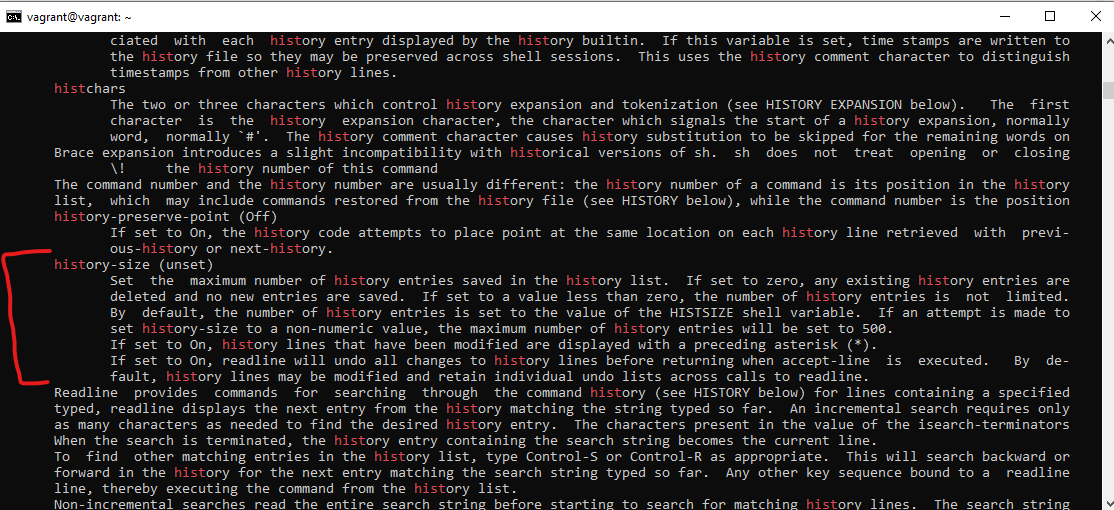 vagrant@vagrant: ~
ciated with each history entry displayed by the history builtin. If this variable is set, time stamps are written to
the history file so they may be preserved across shell sessions. This uses the history comment character to distinguish
timestamps from other history lines.
histchars
The two or three characters which control history expansion and tokenization (see HISTORY EXPANSION below). The first
character is the history expansion character, the character which signals the start of a history expansion, normally
word, normally `#'. The history comment character causes history substitution to be skipped for the remaining words on
Brace expansion introduces a slight incompatibility with historical versions of sh. sh does not treat opening or closing
\! the history number of this command
The command number and the history number are usually different: the history number of a command is its position in the history
list, which may include commands restored from the history file (see HISTORY below), while the command number is the position
history-preserve-point (Off)
If set to On, the history code attempts to place point at the same location on each history line retrieved with previ-
ous-history or next-history.
history-size (unset)
Set the maximum number of history entries saved in the history list. If set to zero, any existing history entries are
deleted and no new entries are saved. If set to a value less than zero, the number of history entries is not limited.
By default, the number of history entries is set to the value of the HISTSIZE shell variable. If an attempt is made to
set history-size to a non-numeric value, the maximum number of history entries will be set to 500.
If set to On, history lines that have been modified are displayed with a preceding asterisk (*).
If set to On, readline will undo all changes to history lines before returning when accept-line is executed. By de-
fault, history lines may be modified and retain individual undo lists across calls to readline.
Readline provides commands for searching through the command history (see HISTORY below) for lines containing a specified
typed, readline displays the next entry from the history matching the string typed so far. An incremental search requires only
as many characters as needed to find the desired history entry. The characters present in the value of the isearch-terminators
When the search is terminated, the history entry containing the search string becomes the current line.
To find other matching entries in the history list, type Control-S or Control-R as appropriate. This will search backward or
forward in the history for the next entry matching the search string typed so far. Any other key sequence bound to a readline
line, thereby executing the command from the history list.
Non-incremental searches read the entire search string before starting to search for matching history lines. The search string